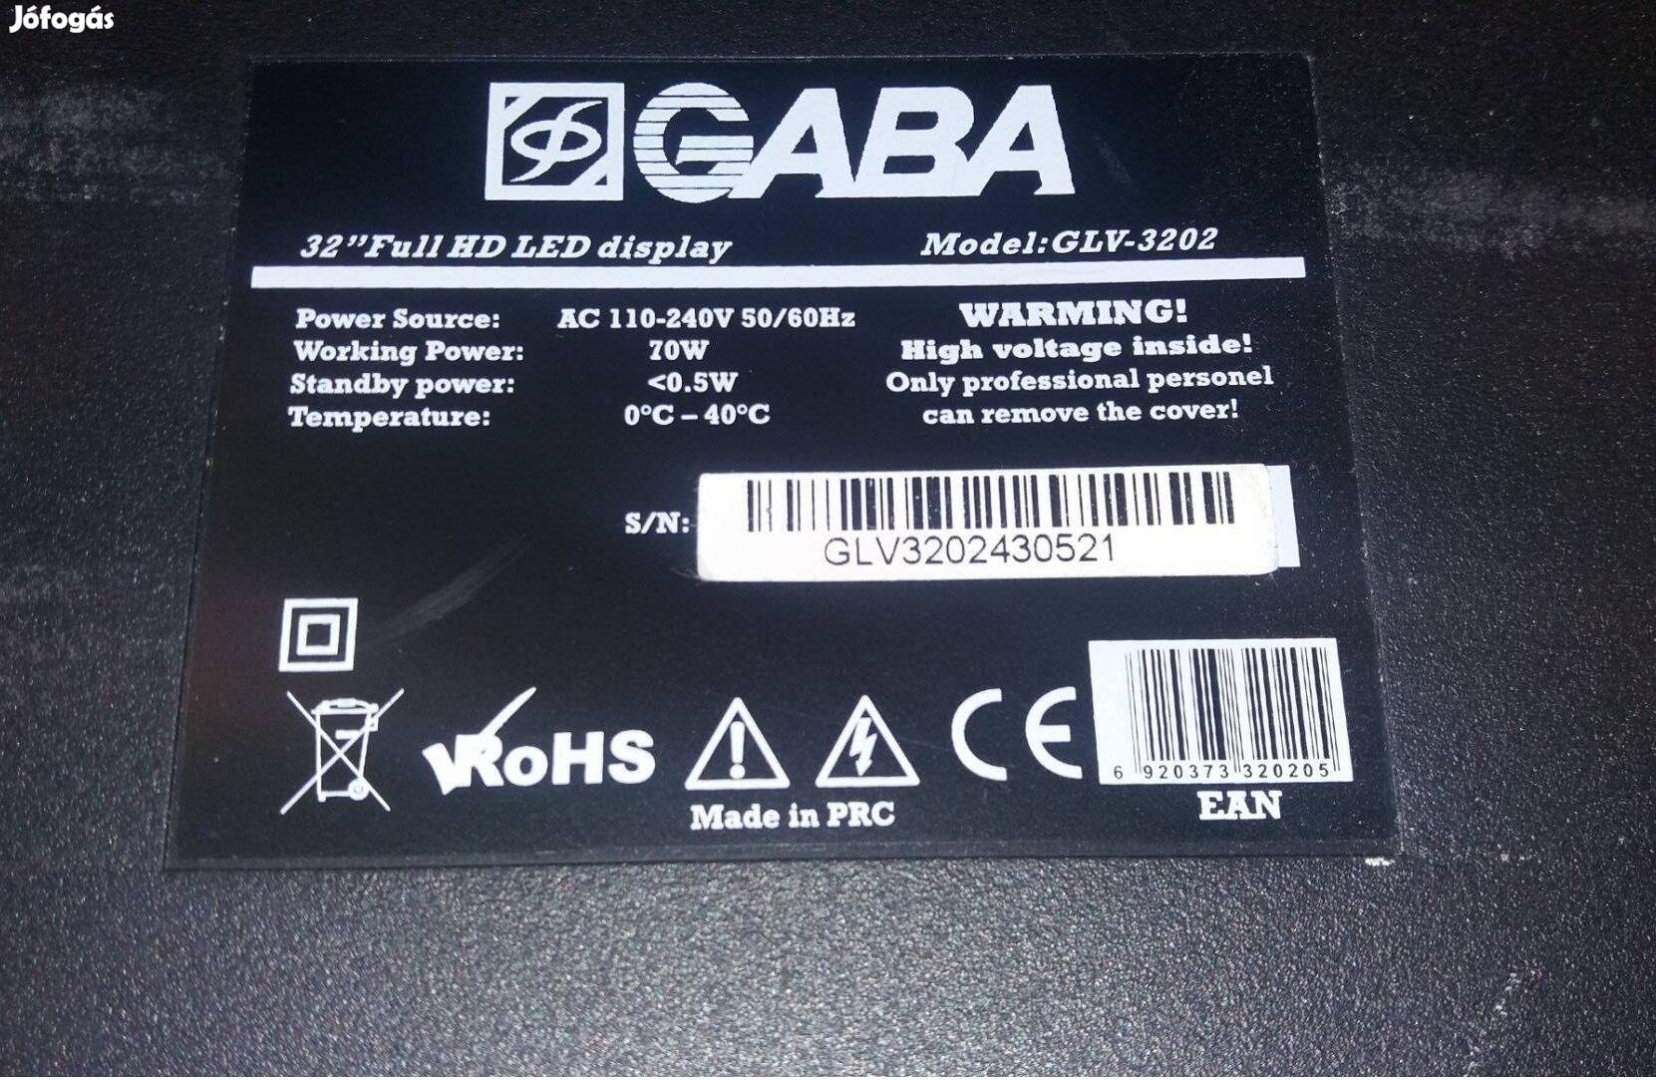 Jófogás
GABA
32"Full HD LED display Model:GLV-3202
Power Source: AC 110-240V 50/60Hz
Working Power: 70W
Standby power: <0.5W
Temperature: 0°C – 40°C
WARMING!
High voltage inside!
Only professional personel
can remove the cover!
S/N:
GLV3202430521
RoHS
CE
Made in PRC
6 920373 320205
EAN